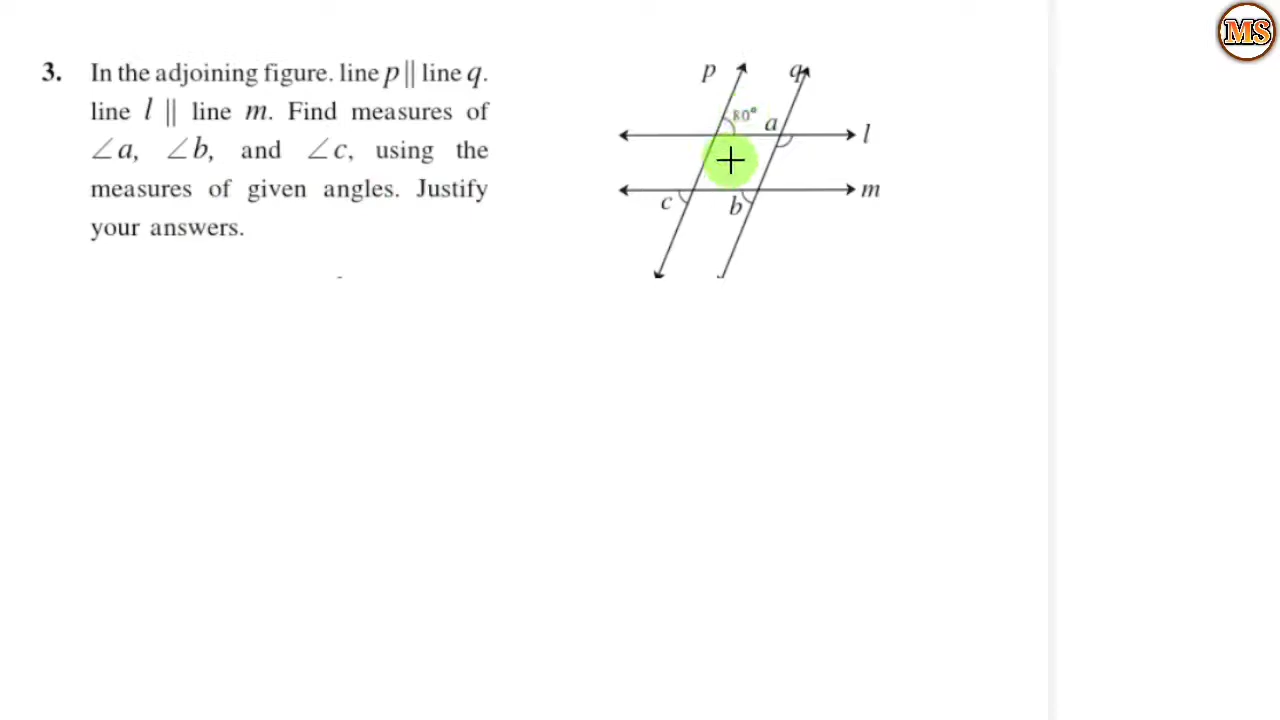 MS
3. In the adjoining figure. line p || line q.
line l || line m. Find measures of
∠a, ∠b, and ∠c, using the
measures of given angles. Justify
your answers.
p q
80° a
l
m
c b